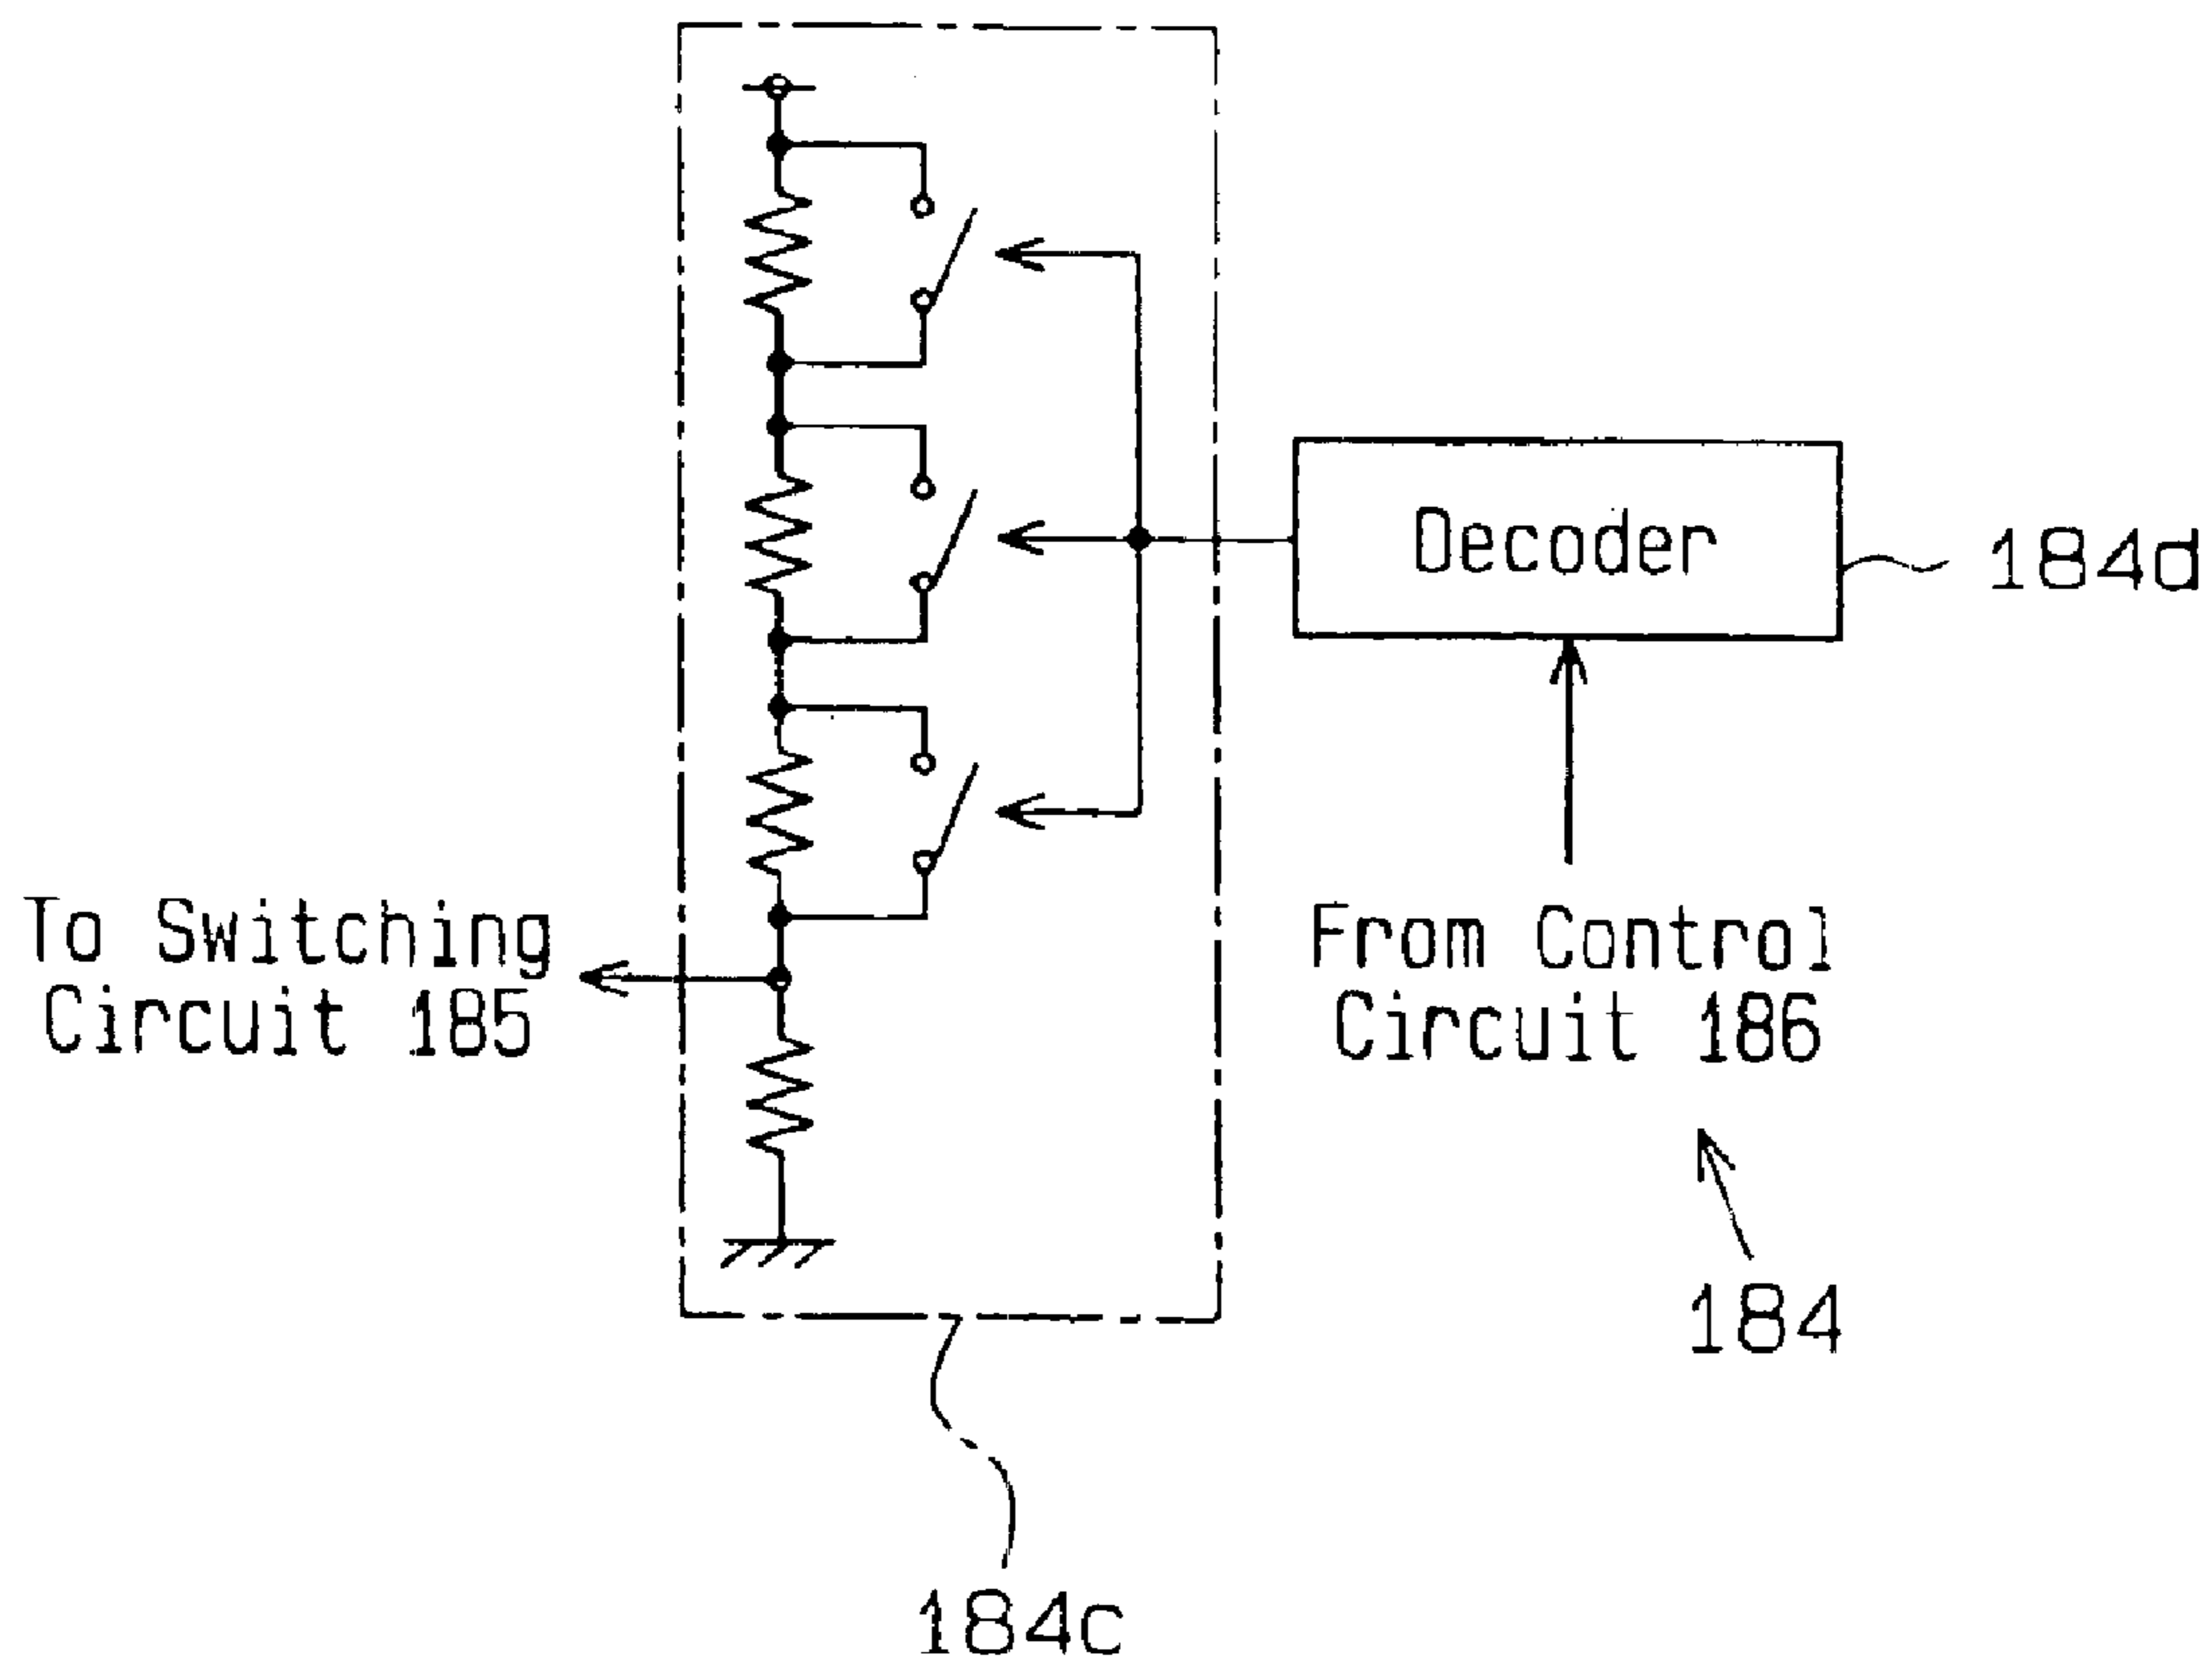 Decoder
184d
To Switching
Circuit 185
From Control
Circuit 186
184
184c